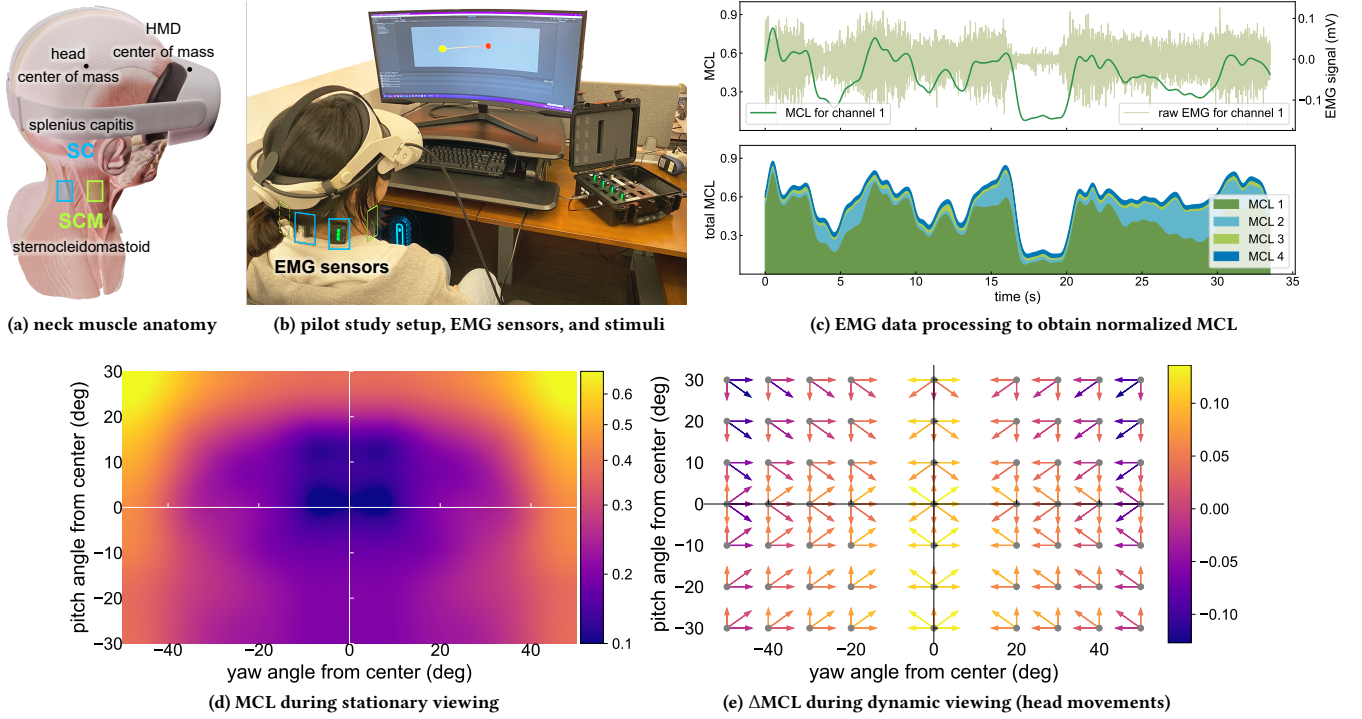 HMD
head
center of mass
center of mass
splenius capitis
SC
SCM
sternocleidomastoid
(a) neck muscle anatomy
EMG sensors
(b) pilot study setup, EMG sensors, and stimuli
0.9
0.6
0.3
MCL
0.1
0.0
−0.1
EMG signal (mV)
MCL for channel 1
raw EMG for channel 1
0.9
0.6
0.3
total MCL
MCL 1
MCL 2
MCL 3
MCL 4
0 5 10 15 20 25 30 35
time (s)
(c) EMG data processing to obtain normalized MCL
30
20
10
0
−10
−20
−30
pitch angle from center (deg)
−40 −20 0 20 40
yaw angle from center (deg)
0.6
0.5
0.4
0.3
0.2
0.1
(d) MCL during stationary viewing
30
20
10
0
−10
−20
−30
pitch angle from center (deg)
−40 −20 0 20 40
yaw angle from center (deg)
0.10
0.05
0.00
−0.05
−0.10
(e) ΔMCL during dynamic viewing (head movements)